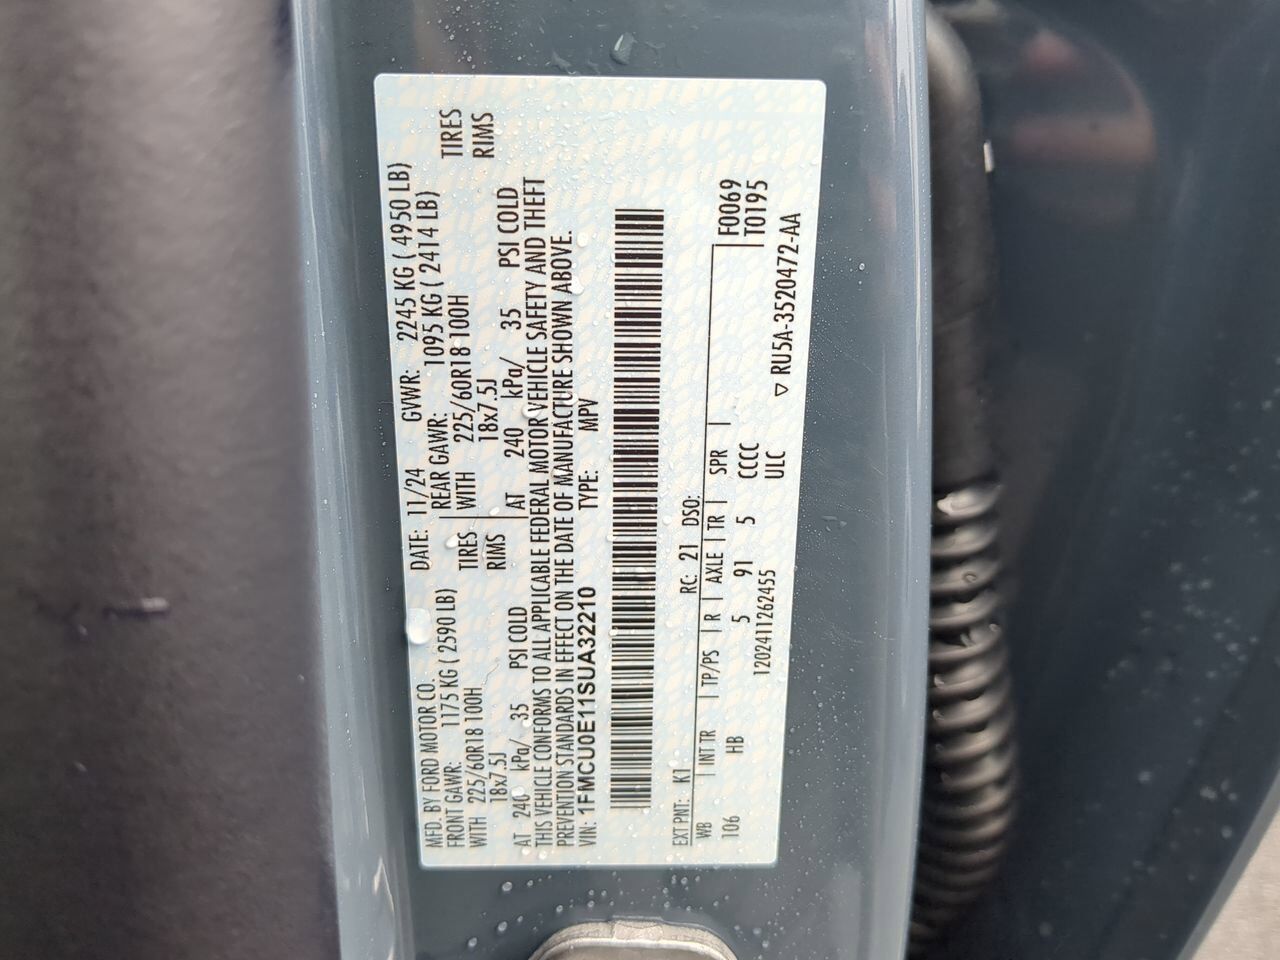 MFD. BY FORD MOTOR CO. DATE: 11/24 GVWR: 2245 KG ( 4950 LB)
FRONT GAWR: 1175 KG ( 2590 LB) REAR GAWR: 1095 KG ( 2414 LB)
WITH 225/60R18 100H TIRES WITH 225/60R18 100H TIRES
18x7.5J RIMS 18x7.5J RIMS
AT 240 kPa/ 35 PSI COLD AT 240 kPa/ 35 PSI COLD
THIS VEHICLE CONFORMS TO ALL APPLICABLE FEDERAL MOTOR VEHICLE SAFETY AND THEFT
PREVENTION STANDARDS IN EFFECT ON THE DATE OF MANUFACTURE SHOWN ABOVE.
VIN: 1FMCU0E11SUA32210 TYPE: MPV
EXT PNT: K1 RC: 21 DSO: F0069
WB INT TR TP/PS R AXLE TR SPR T0195
106 HB 5 91 5 CCCC
1202411262455 ULC
▽ RU5A-3520472-AA